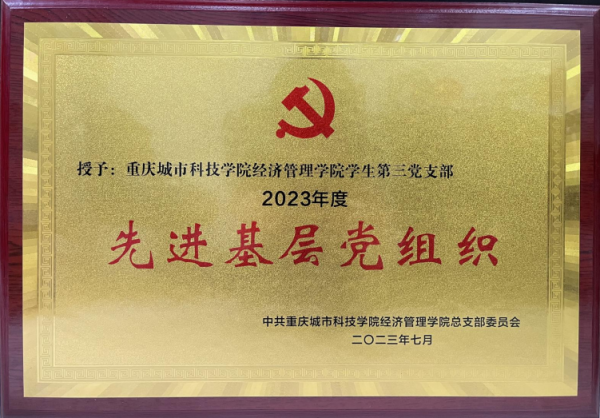 授予：重庆城市科技学院经济管理学院学生第三党支部
2023年度
先进基层党组织
中共重庆城市科技学院经济管理学院总支部委员会
二〇二三年七月